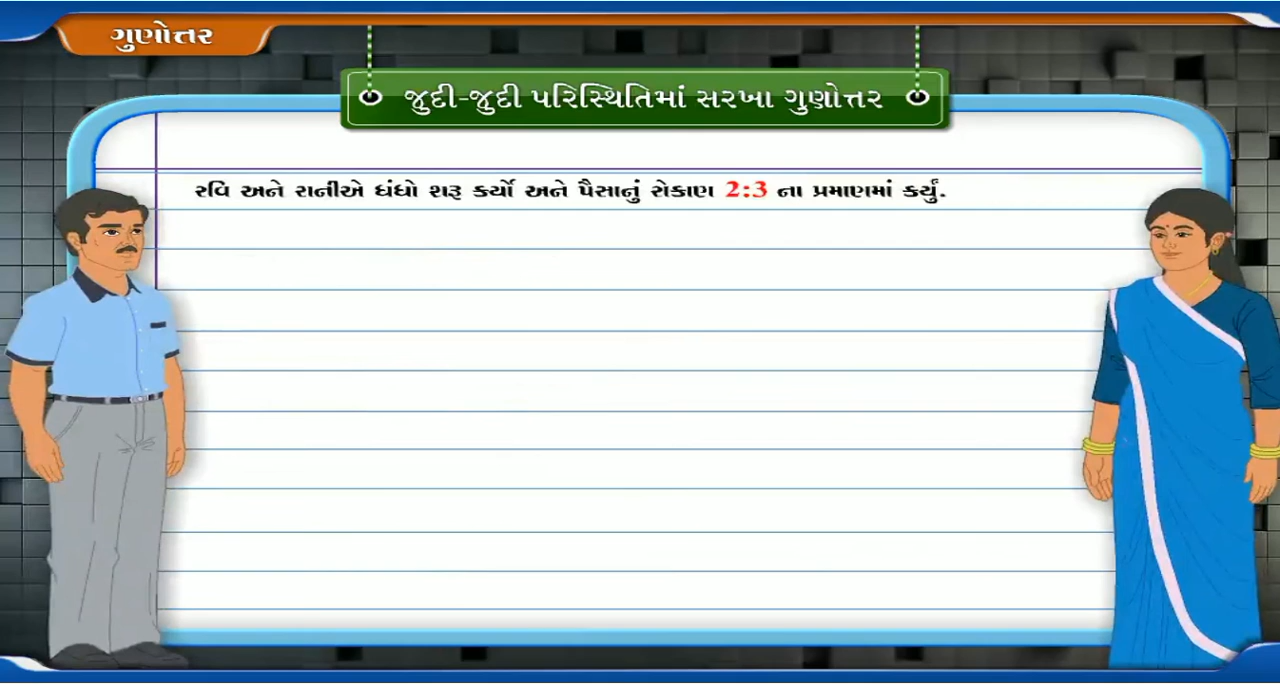 ગુણોત્તર
જુદી-જુદી પરિસ્થિતિમાં સરખા ગુણોત્તર
રવિ અને રાનીએ ધંધો શરૂ કર્યો અને પૈસાનું રોકાણ 2:3 ના પ્રમાણમાં કર્યું.